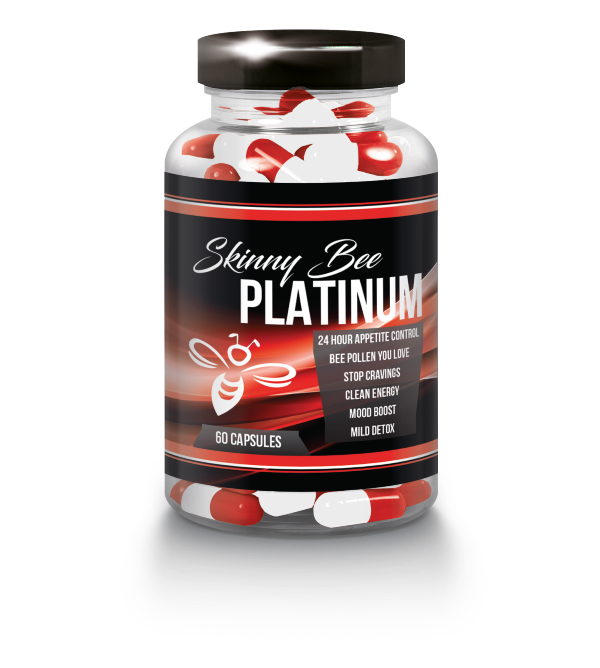 Skinny Bee
PLATINUM
24 HOUR APPETITE CONTROL
BEE POLLEN YOU LOVE
STOP CRAVINGS
CLEAN ENERGY
MOOD BOOST
MILD DETOX
60 CAPSULES